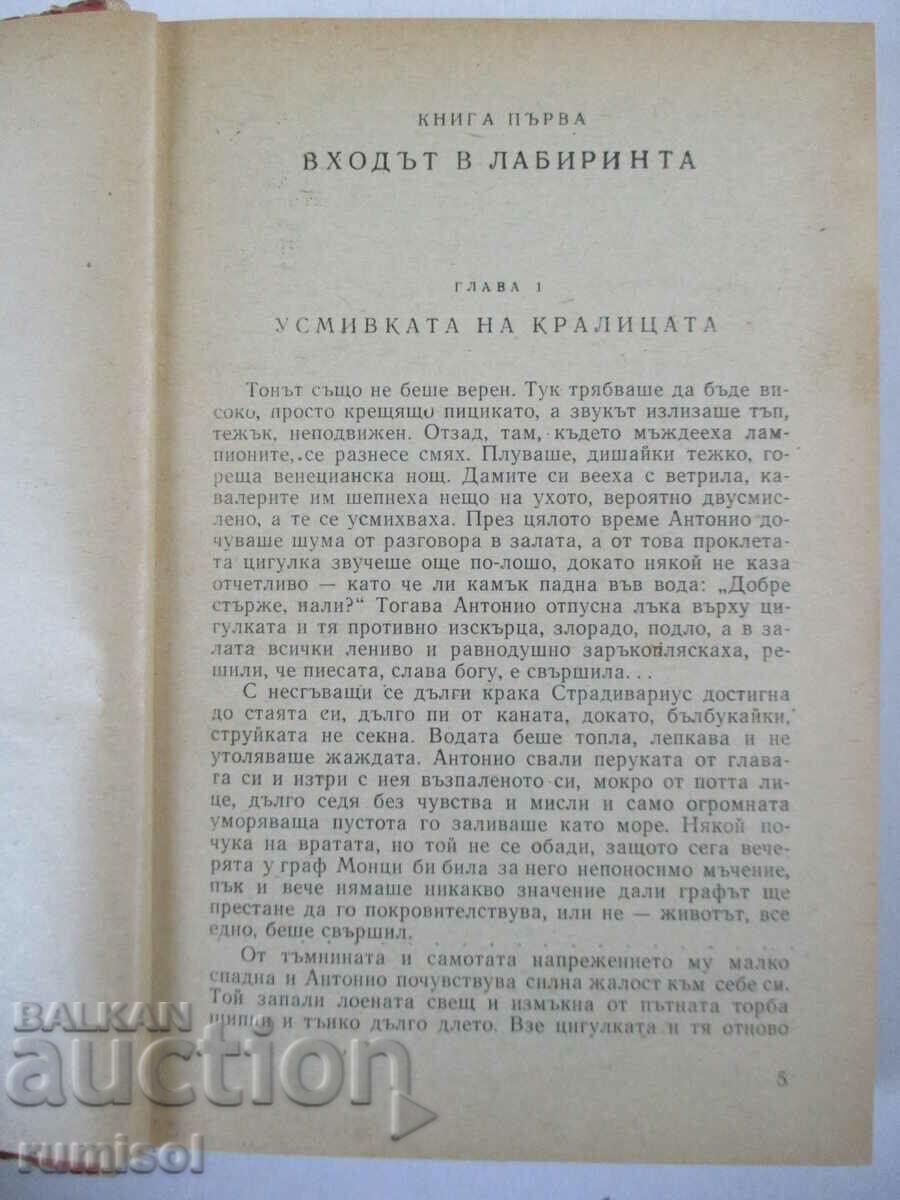 КНИГА ПЪРВА
ВХОДЪТ В ЛАБИРИНТА
ГЛАВА 1
УСМИВКАТА НА КРАЛИЦАТА
Тонът също не беше верен. Тук трябваше да бъде ви-
соко, просто крещящо пицикато, а звукът излизаше тъп,
тежък, неподвижен. Отзад, там, където мъждееха лам-
пионите, се разнесе смях. Плуваше, дишайки тежко, го-
реща венецианска нощ. Дамите си вееха с ветрила, ка-
валерите им шепнеха нещо на ухото, вероятно двусмис-
лено, а те се усмихваха. През цялото време Антонио до-
чуваше шума от разговора в залата, а от това проклета-
та цигулка звучеше още по-лошо, докато някой не каза
отчетливо — като че ли камък падна във вода: „Добре
стърже, нали?“ Тогава Антонио отпусна лъка върху ци-
гулката и тя противно изскърца, злорадо, подло, а в за-
лата всички лениво и равнодушно заръкопляскаха, ре-
шили, че пиесата, слава богу, е свършила...
С несгъващи се дълги крака Страдивариус достигна
до стаята си, дълго пи от каната, докато, бълбукайки,
струйката не секна. Водата беше топла, лепкава и не
утоляваше жаждата. Антонио свали перуката от глава-
та си и изтри с нея възпаленото си, мокро от потта ли-
це, дълго седя без чувства и мисли и само огромната
уморяваща пустота го заливаше като море. Някой по-
чука на вратата, но той не се обади, защото сега вече-
рята у граф Монци би била за него непоносимо мъчение,
пък и вече нямаше никакво значение дали графът ще
престане да го покровителствува, или не — животът, все
едно, беше свършил.
От тъмнината и самотата напрежението му малко
спадна и Антонио почувствува силна жалост към себе си.
Той запали лоената свещ и измъкна от пътната торба
щипци и тънко дълго длето. Взе цигулката и тя отново
5
BALKAN
auction
rumisol